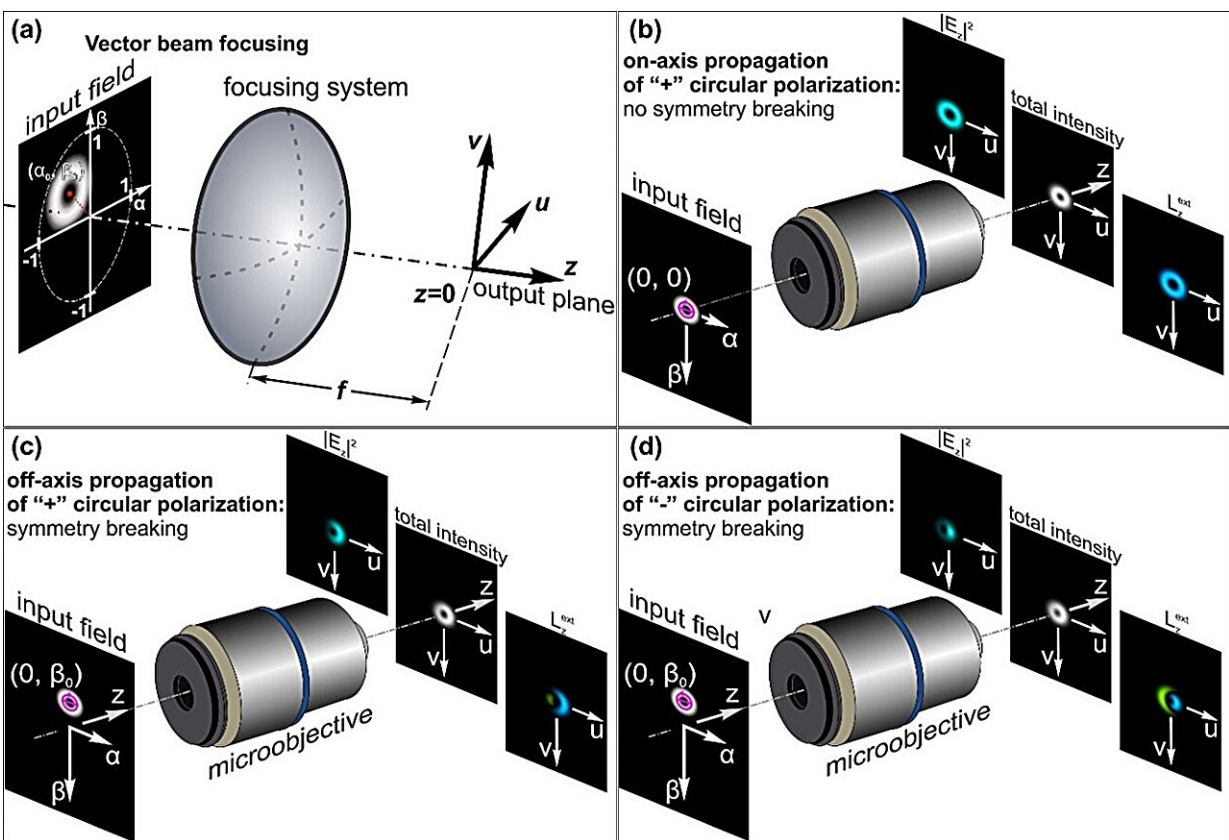 (a)
Vector beam focusing
input field
focusing system
β
1
(α₀, β₀)
1
α
-1
-1
v
u
z
z=0
output plane
f
(b)
on-axis propagation
of “+” circular polarization:
no symmetry breaking
|E_z|²
u
v
total intensity
z
u
v
L_z^ext
u
v
input field
(0, 0)
α
β
(c)
off-axis propagation
of “+” circular polarization:
symmetry breaking
|E_z|²
u
v
total intensity
z
u
v
L_z^ext
u
v
input field
(0, β₀)
z
α
β
microobjective
(d)
off-axis propagation
of “-” circular polarization:
symmetry breaking
|E_z|²
u
v
total intensity
z
u
v
L_z^ext
u
v
v
input field
(0, β₀)
z
α
β
microobjective